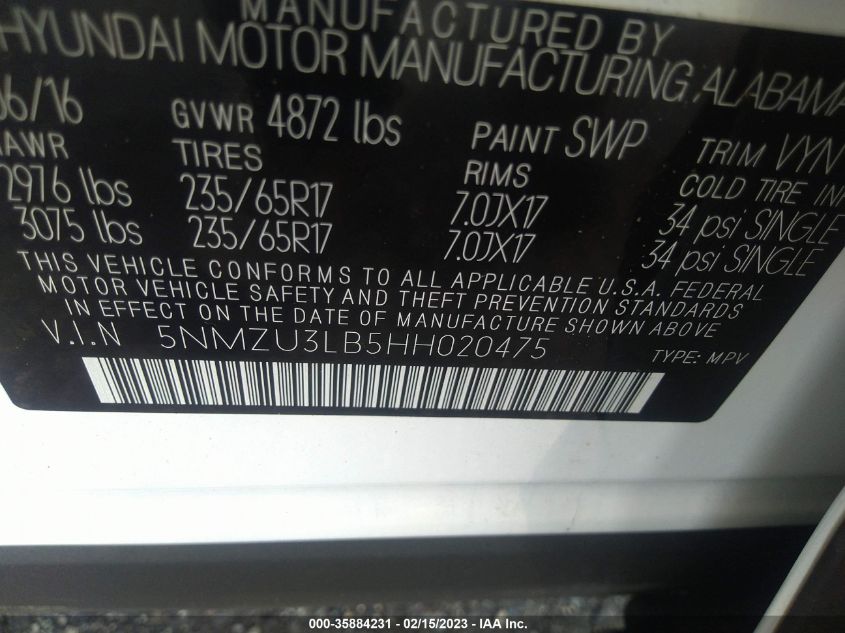 MANUFACTURED BY
HYUNDAI MOTOR MANUFACTURING ALABAMA
06/16 GVWR 4872 lbs PAINT SWP TRIM VYN
GAWR TIRES RIMS COLD TIRE INF
2976 lbs 235/65R17 7.0JX17 34 psi SINGLE
3075 lbs 235/65R17 7.0JX17 34 psi SINGLE
THIS VEHICLE CONFORMS TO ALL APPLICABLE U.S.A. FEDERAL
MOTOR VEHICLE SAFETY AND THEFT PREVENTION STANDARDS
IN EFFECT ON THE DATE OF MANUFACTURE SHOWN ABOVE
V.I.N 5NMZU3LB5HH020475 TYPE: MPV
000-35884231 - 02/15/2023 - IAA Inc.